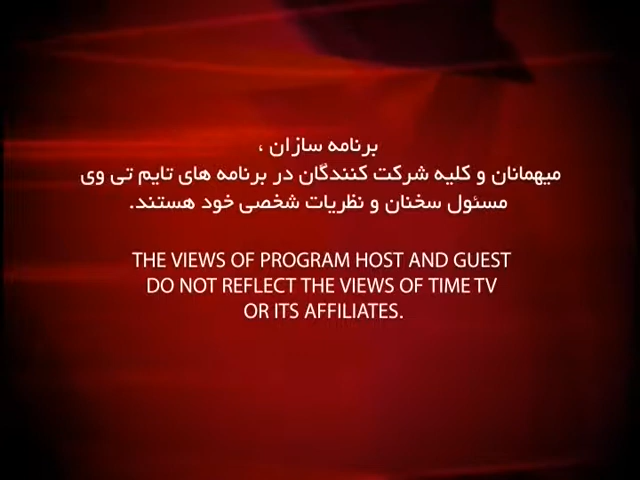 برنامه سازان ،
میهمانان و کلیه شرکت کنندگان در برنامه های تایم تی وی
مسئول سخنان و نظریات شخصی خود هستند.
THE VIEWS OF PROGRAM HOST AND GUEST
DO NOT REFLECT THE VIEWS OF TIME TV
OR ITS AFFILIATES.